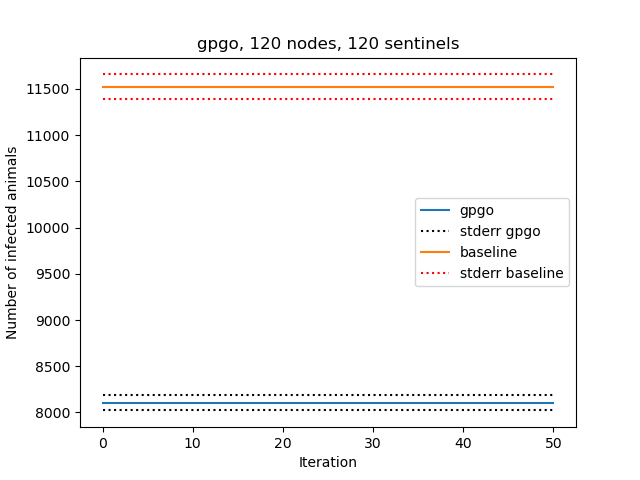 gpgo, 120 nodes, 120 sentinels
Number of infected animals
11500
11000
10500
10000
9500
9000
8500
8000
gpgo
stderr gpgo
baseline
stderr baseline
0 10 20 30 40 50
Iteration